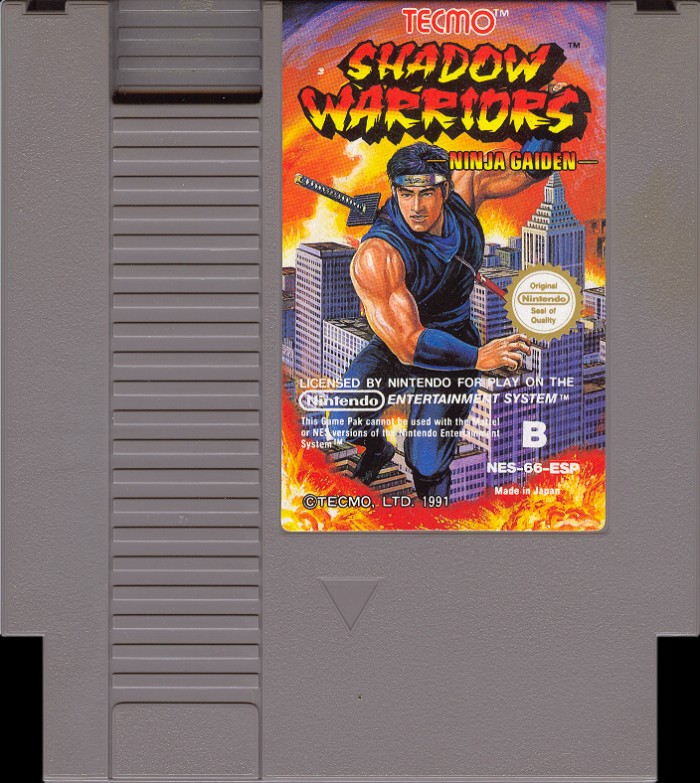 TECMO™
SHADOW™
WARRIORS
NINJA GAIDEN
Original
Nintendo
Seal of
Quality
LICENSED BY NINTENDO FOR PLAY ON THE
Nintendo ENTERTAINMENT SYSTEM™
This Game Pak cannot be used with the Mattel
or NES versions of the Nintendo Entertainment
System™
B
NES-66-ESP
Made in Japan
©TECMO, LTD. 1991